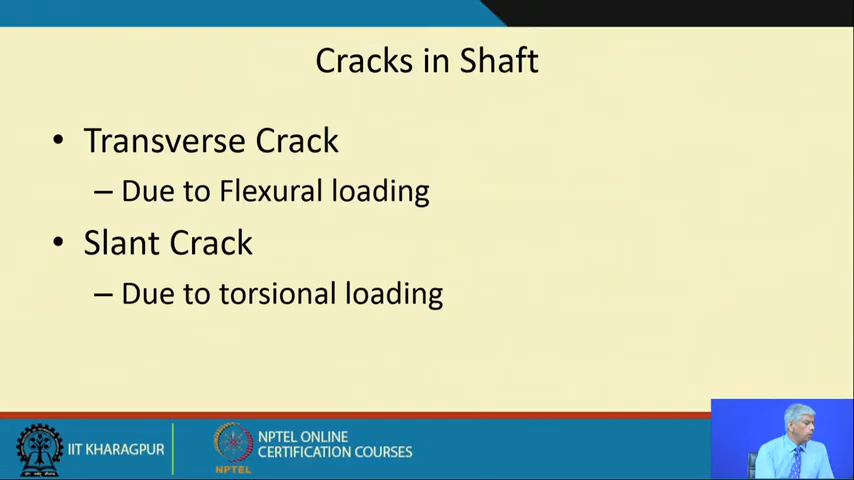 Cracks in Shaft
• Transverse Crack
– Due to Flexural loading
• Slant Crack
– Due to torsional loading
IIT KHARAGPUR
NPTEL
NPTEL ONLINE
CERTIFICATION COURSES